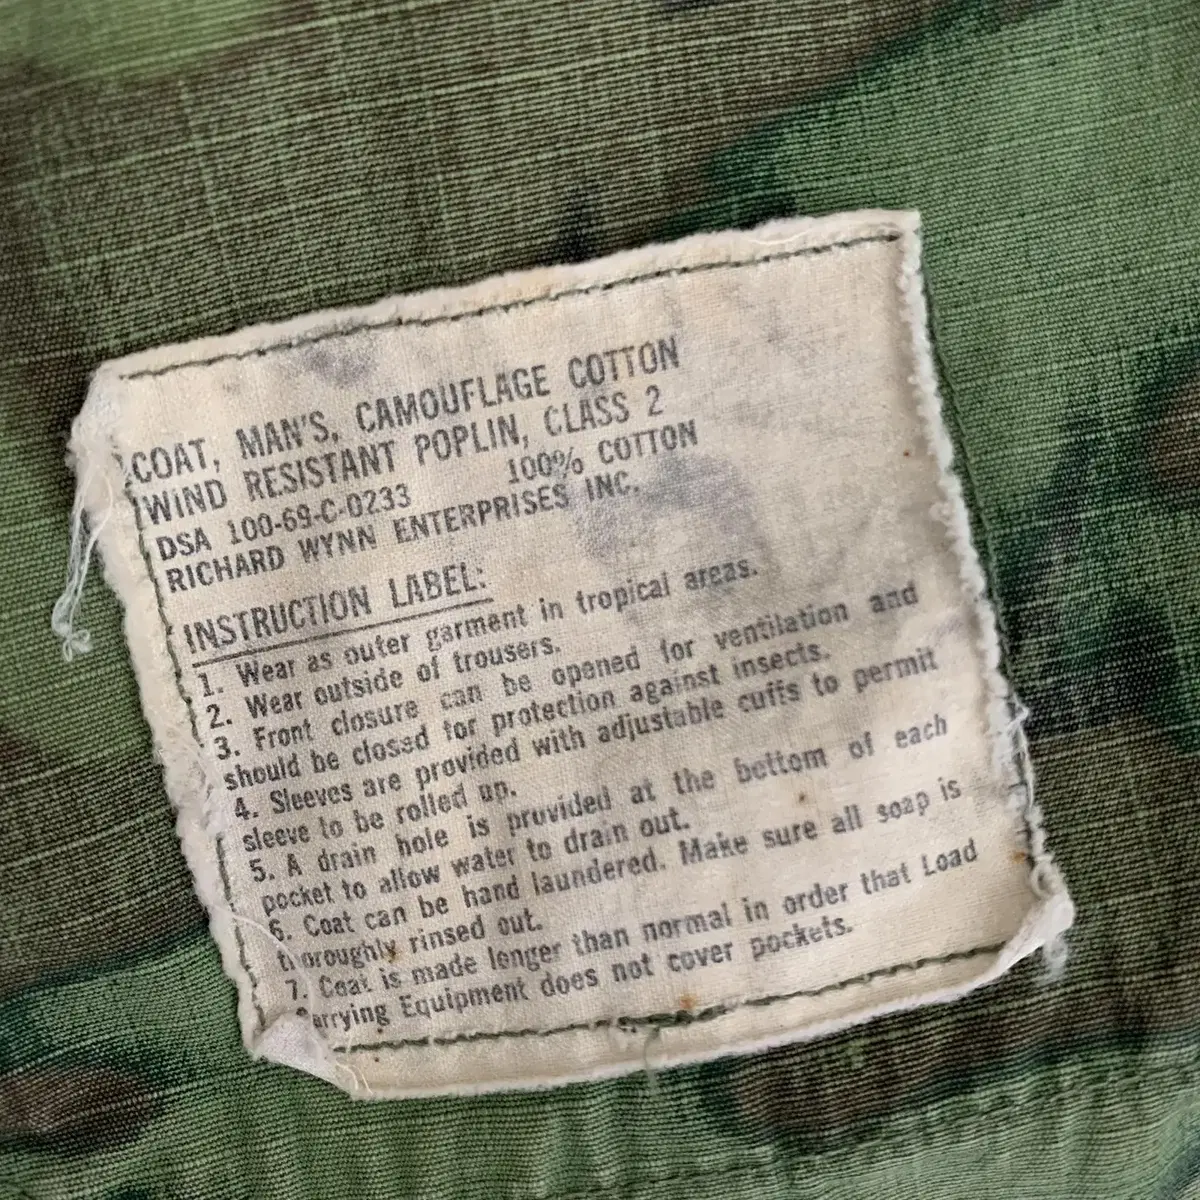 COAT, MAN'S, CAMOUFLAGE COTTON
WIND RESISTANT POPLIN, CLASS 2
DSA 100-69-C-0233 100% COTTON
RICHARD WYNN ENTERPRISES INC.
INSTRUCTION LABEL:
1. Wear as outer garment in tropical areas.
2. Wear outside of trousers.
3. Front closure can be opened for ventilation and
should be closed for protection against insects.
4. Sleeves are provided with adjustable cuffs to permit
sleeve to be rolled up.
5. A drain hole is provided at the bottom of each
pocket to allow water to drain out.
6. Coat can be hand laundered. Make sure all soap is
thoroughly rinsed out.
7. Coat is made longer than normal in order that Load
Carrying Equipment does not cover pockets.